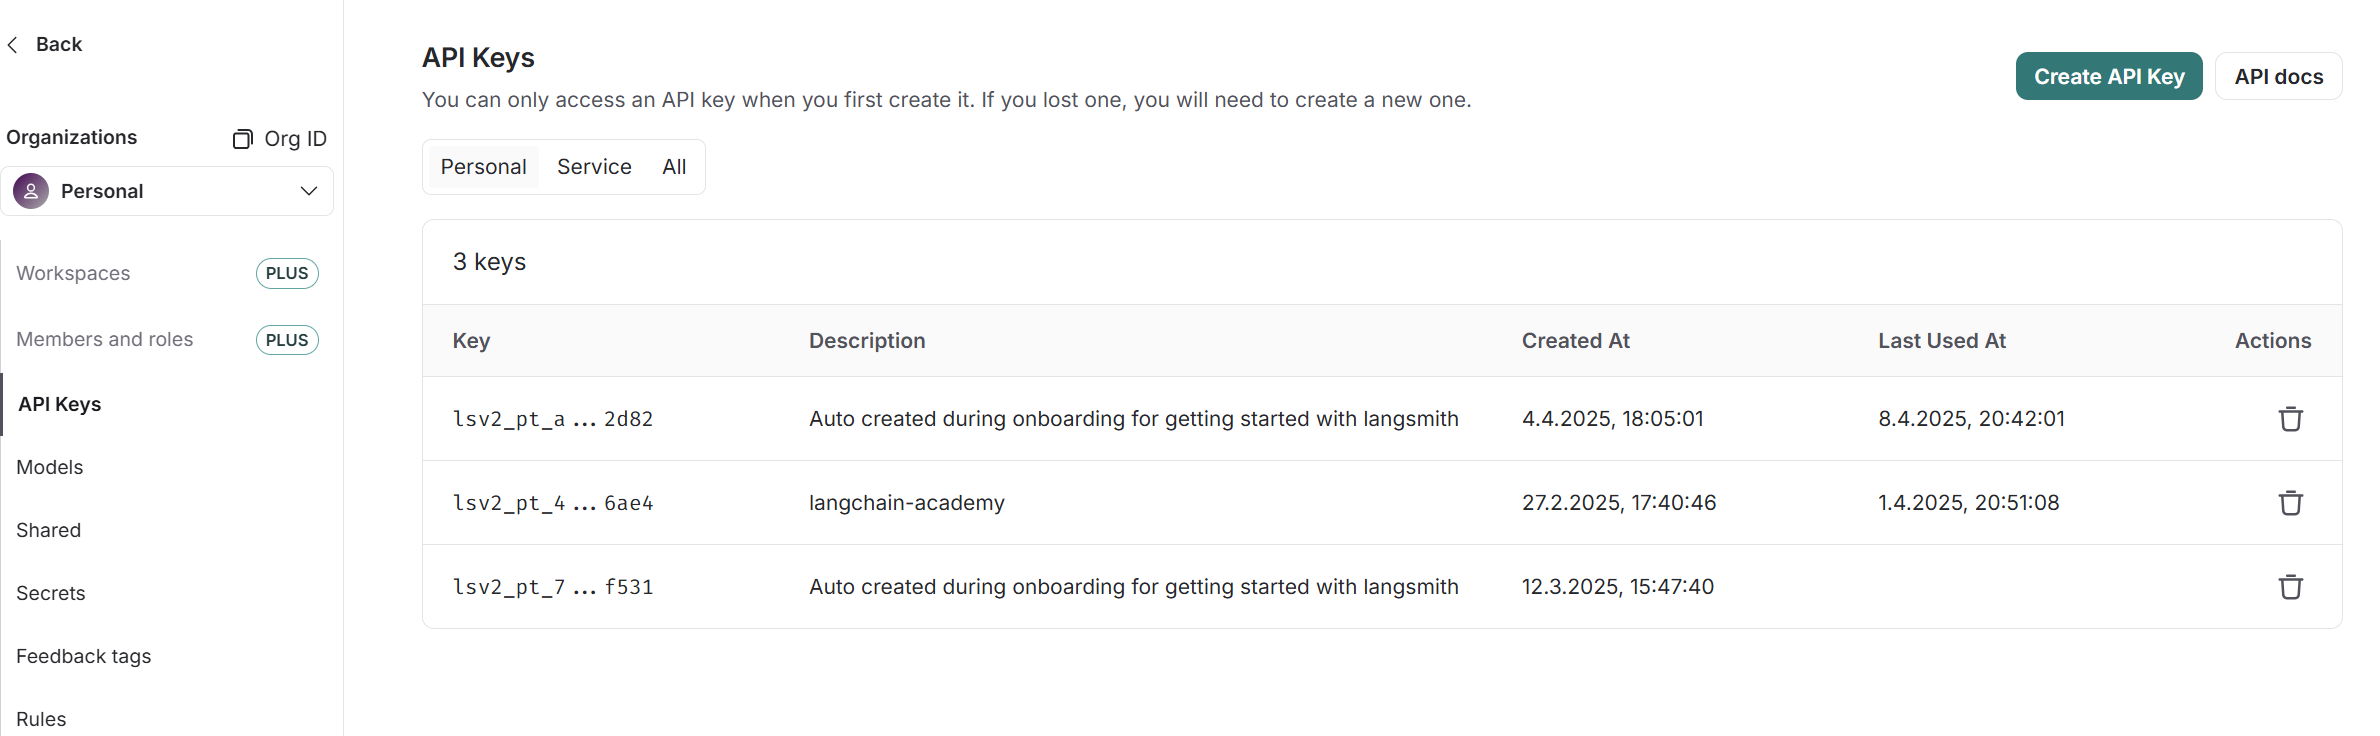 Back
Organizations
Org ID
Personal
Workspaces
PLUS
Members and roles
PLUS
API Keys
Models
Shared
Secrets
Feedback tags
Rules
API Keys
You can only access an API key when you first create it. If you lost one, you will need to create a new one.
Create API Key
API docs
Personal Service All
3 keys
Key Description Created At Last Used At Actions
lsv2_pt_a...2d82 Auto created during onboarding for getting started with langsmith 4.4.2025, 18:05:01 8.4.2025, 20:42:01
lsv2_pt_4...6ae4 langchain-academy 27.2.2025, 17:40:46 1.4.2025, 20:51:08
lsv2_pt_7...f531 Auto created during onboarding for getting started with langsmith 12.3.2025, 15:47:40